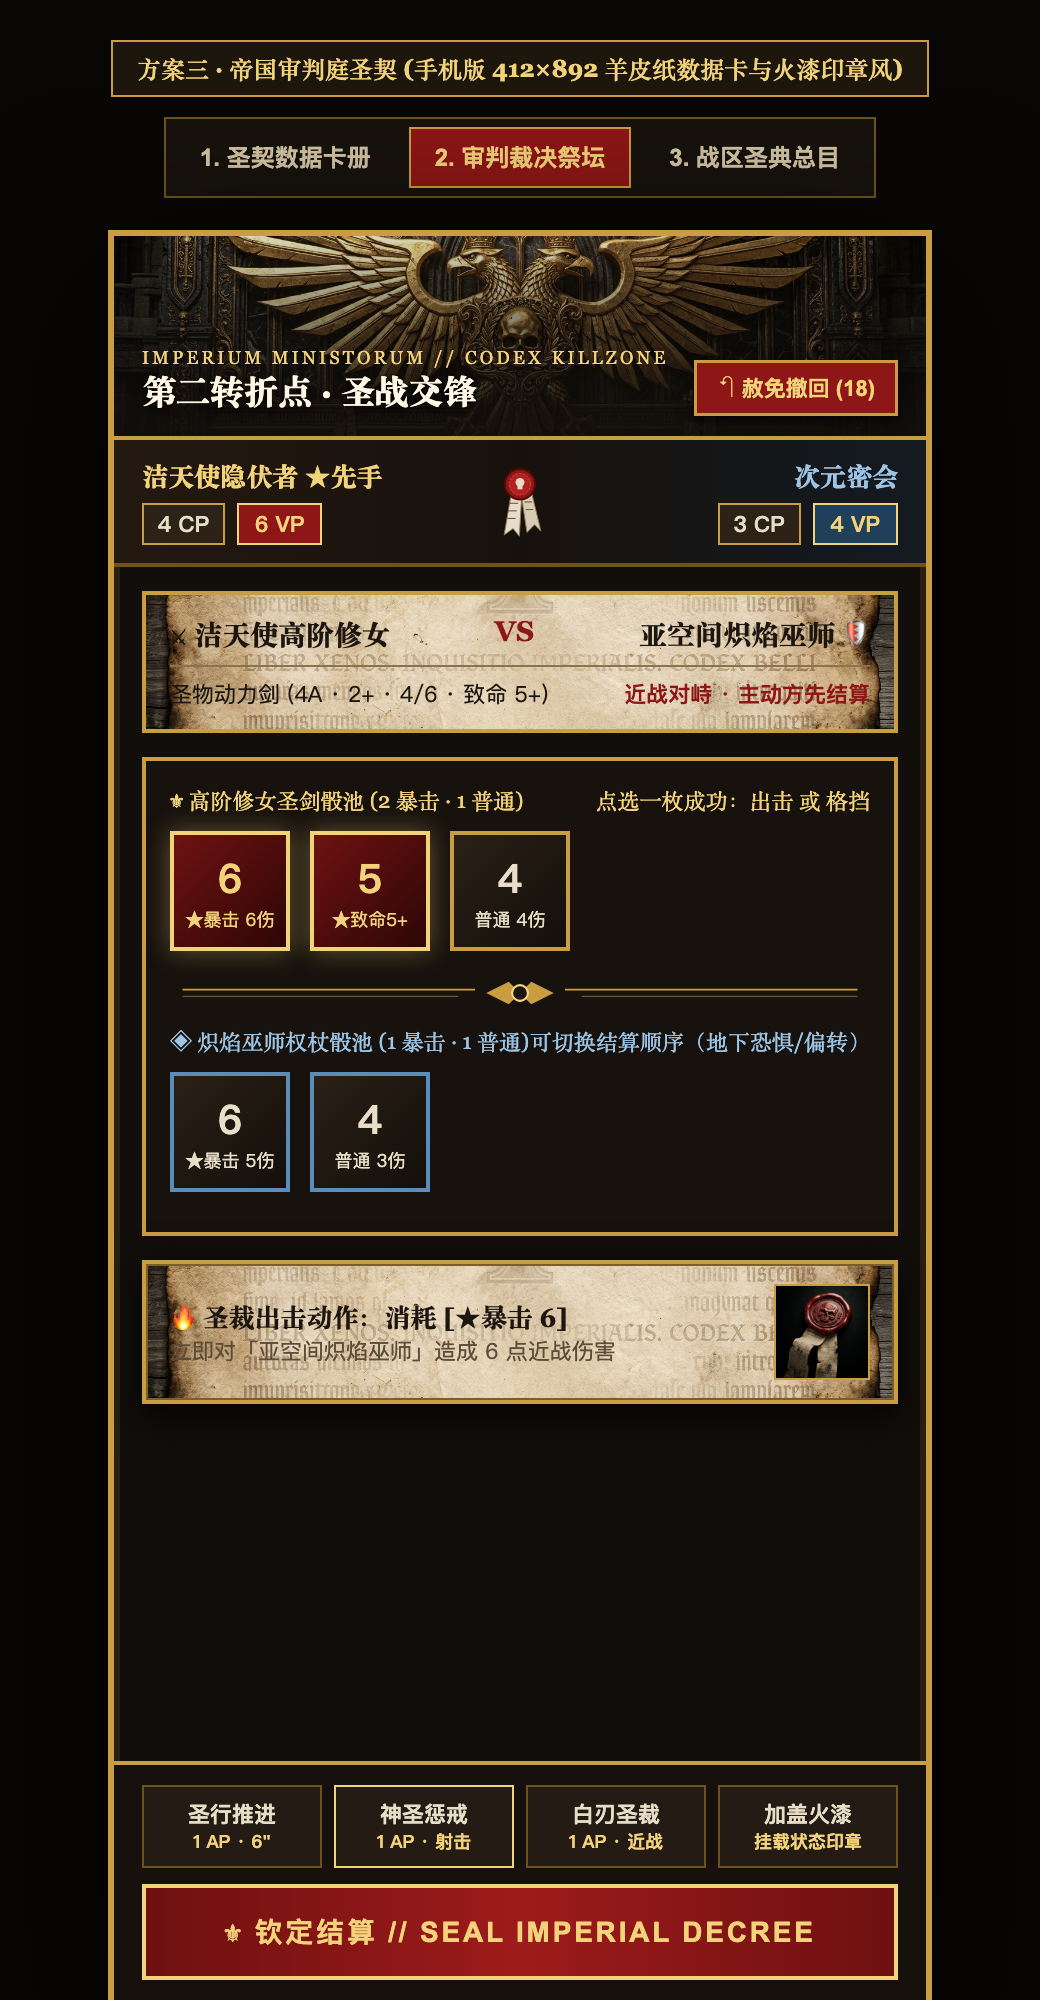 方案三 · 帝国审判庭圣契 (手机版 412×892 羊皮纸数据卡与火漆印章风)
1. 圣契数据卡册
2. 审判裁决祭坛
3. 战区圣典总目
IMPERIUM MINISTORUM // CODEX KILLZONE
第二转折点 · 圣战交锋
赦免撤回 (18)
洁天使隐伏者 ★先手
次元密会
4 CP
6 VP
3 CP
4 VP
⚔ 洁天使高阶修女
VS
亚空间炽焰巫师 🛡
LIBER XENOS. INQUISITIO IMPERIALIS. CODEX BELLI
圣物动力剑 (4A · 2+ · 4/6 · 致命 5+)
近战对峙 · 主动方先结算
⚜ 高阶修女圣剑骰池 (2 暴击 · 1 普通)
点选一枚成功：出击 或 格挡
6
★暴击 6伤
5
★致命5+
4
普通 4伤
◈ 炽焰巫师权杖骰池 (1 暴击 · 1 普通)可切换结算顺序（地下恐惧/偏转）
6
★暴击 5伤
4
普通 3伤
🔥 圣裁出击动作：消耗 [★暴击 6]
立即对「亚空间炽焰巫师」造成 6 点近战伤害
圣行推进
1 AP · 6"
神圣惩戒
1 AP · 射击
白刃圣裁
1 AP · 近战
加盖火漆
挂载状态印章
⚜ 钦定结算 // SEAL IMPERIAL DECREE